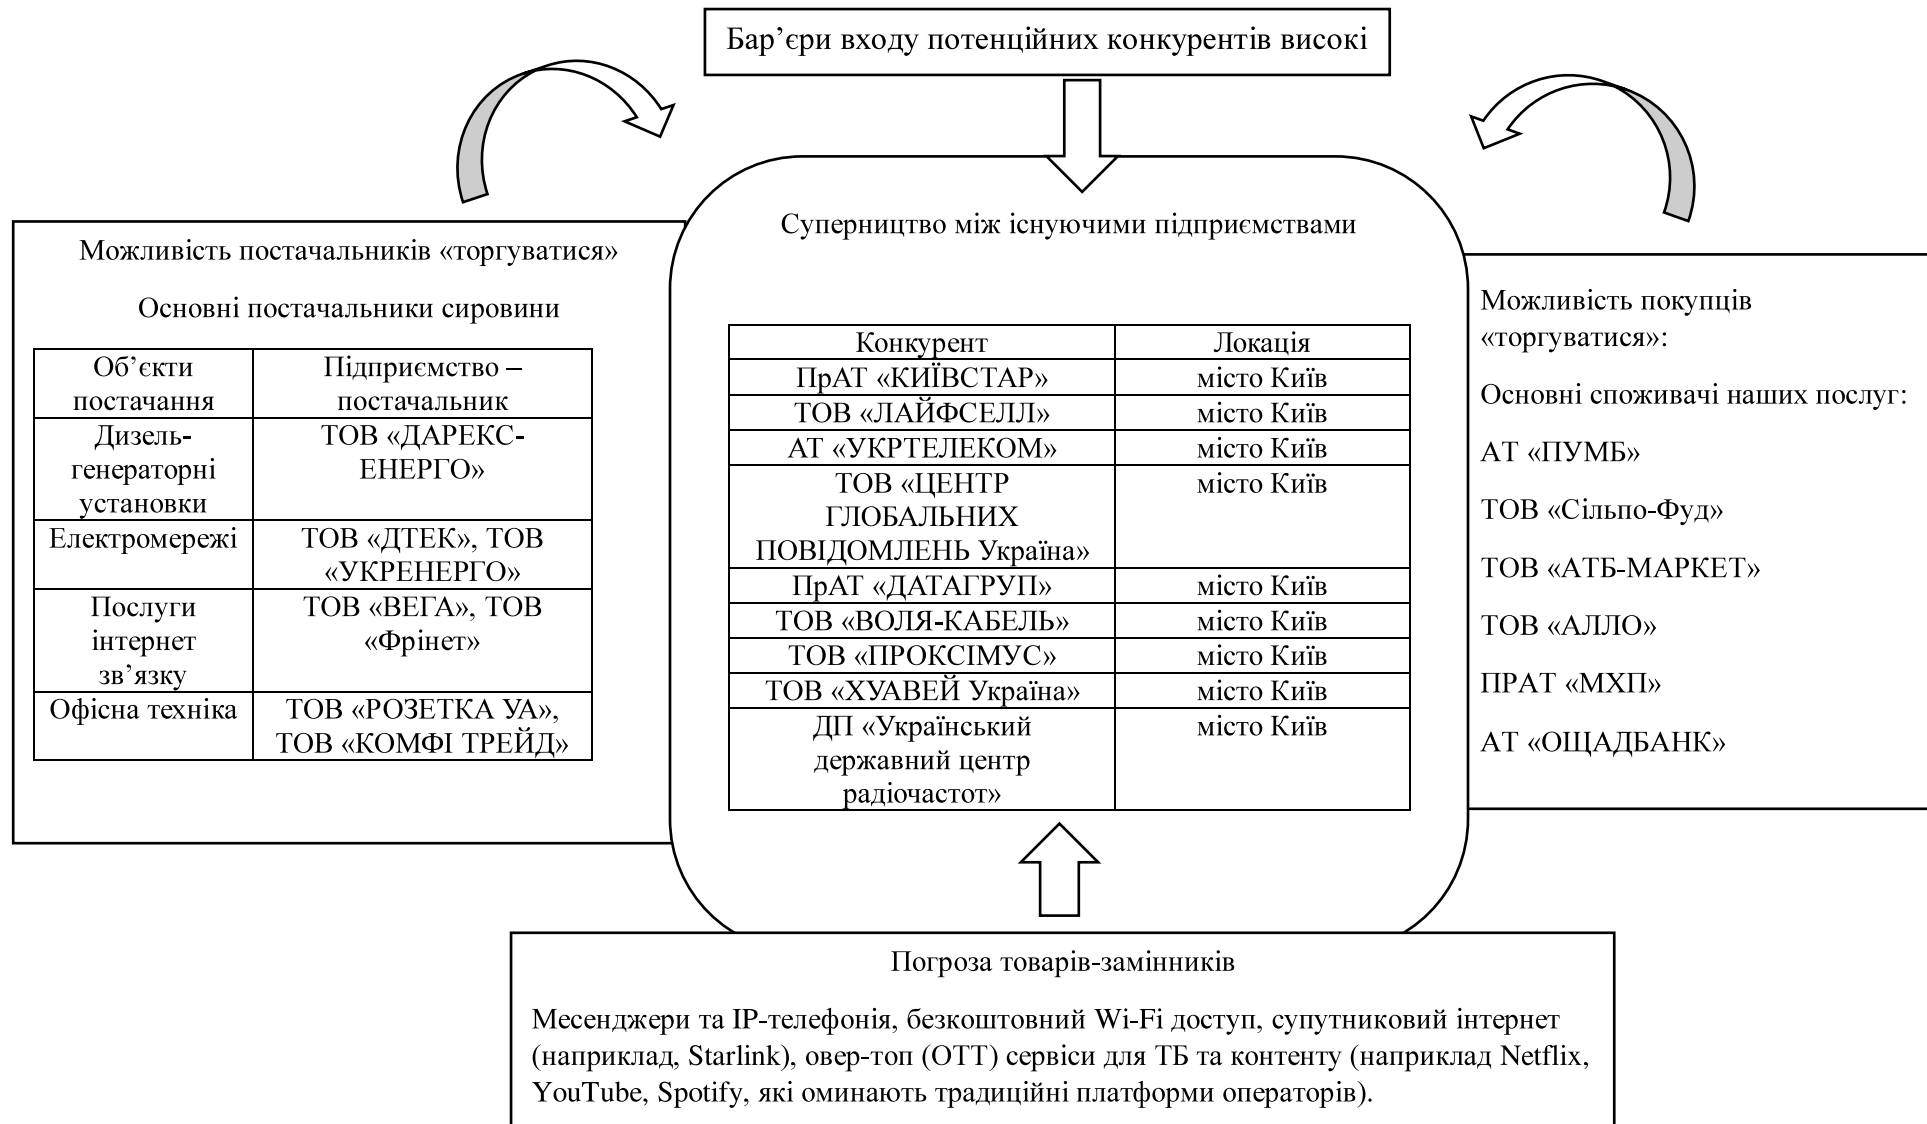 Бар’єри входу потенційних конкурентів високі
Можливість постачальників «торгуватися»
Основні постачальники сировини
Об’єкти постачання
Підприємство – постачальник
Дизель-
генераторні
установки
ТОВ «ДАРЕКС-
ЕНЕРГО»
Електромережі
ТОВ «ДТЕК», ТОВ
«УКРЕНЕРГО»
Послуги
інтернет
зв’язку
ТОВ «ВЕГА», ТОВ
«Фрінет»
Офісна техніка
ТОВ «РОЗЕТКА УА»,
ТОВ «КОМФІ ТРЕЙД»
Суперництво між існуючими підприємствами
Конкурент
Локація
ПрАТ «КИЇВСТАР»
місто Київ
ТОВ «ЛАЙФСЕЛЛ»
місто Київ
АТ «УКРТЕЛЕКОМ»
місто Київ
ТОВ «ЦЕНТР
ГЛОБАЛЬНИХ
ПОВІДОМЛЕНЬ Україна»
місто Київ
ПрАТ «ДАТАГРУП»
місто Київ
ТОВ «ВОЛЯ-КАБЕЛЬ»
місто Київ
ТОВ «ПРОКСІМУС»
місто Київ
ТОВ «ХУАВЕЙ Україна»
місто Київ
ДП «Український
державний центр
радіочастот»
місто Київ
Можливість покупців
«торгуватися»:
Основні споживачі наших послуг:
АТ «ПУМБ»
ТОВ «Сільпо-Фуд»
ТОВ «АТБ-МАРКЕТ»
ТОВ «АЛЛО»
ПРАТ «МХП»
АТ «ОЩАДБАНК»
Погроза товарів-замінників
Месенджери та IP-телефонія, безкоштовний Wi-Fi доступ, супутниковий інтернет
(наприклад, Starlink), овер-топ (OTT) сервіси для ТБ та контенту (наприклад Netflix,
YouTube, Spotify, які оминають традиційні платформи операторів).